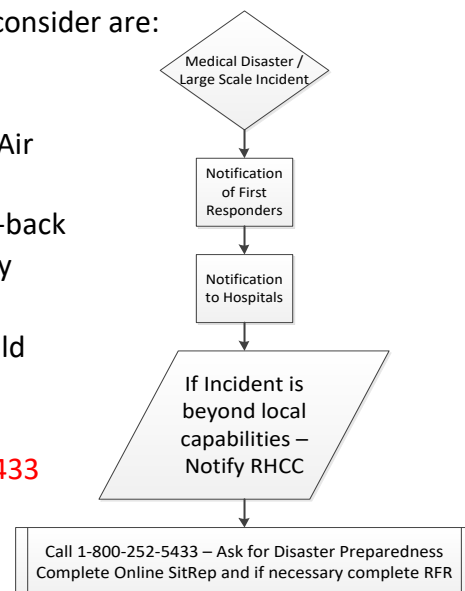 consider are:
Air
-back
y
ld
433
Medical Disaster /
Large Scale Incident
Notification
of First
Responders
Notification
to Hospitals
If Incident is
beyond local
capabilities –
Notify RHCC
Call 1-800-252-5433 – Ask for Disaster Preparedness
Complete Online SitRep and if necessary complete RFR